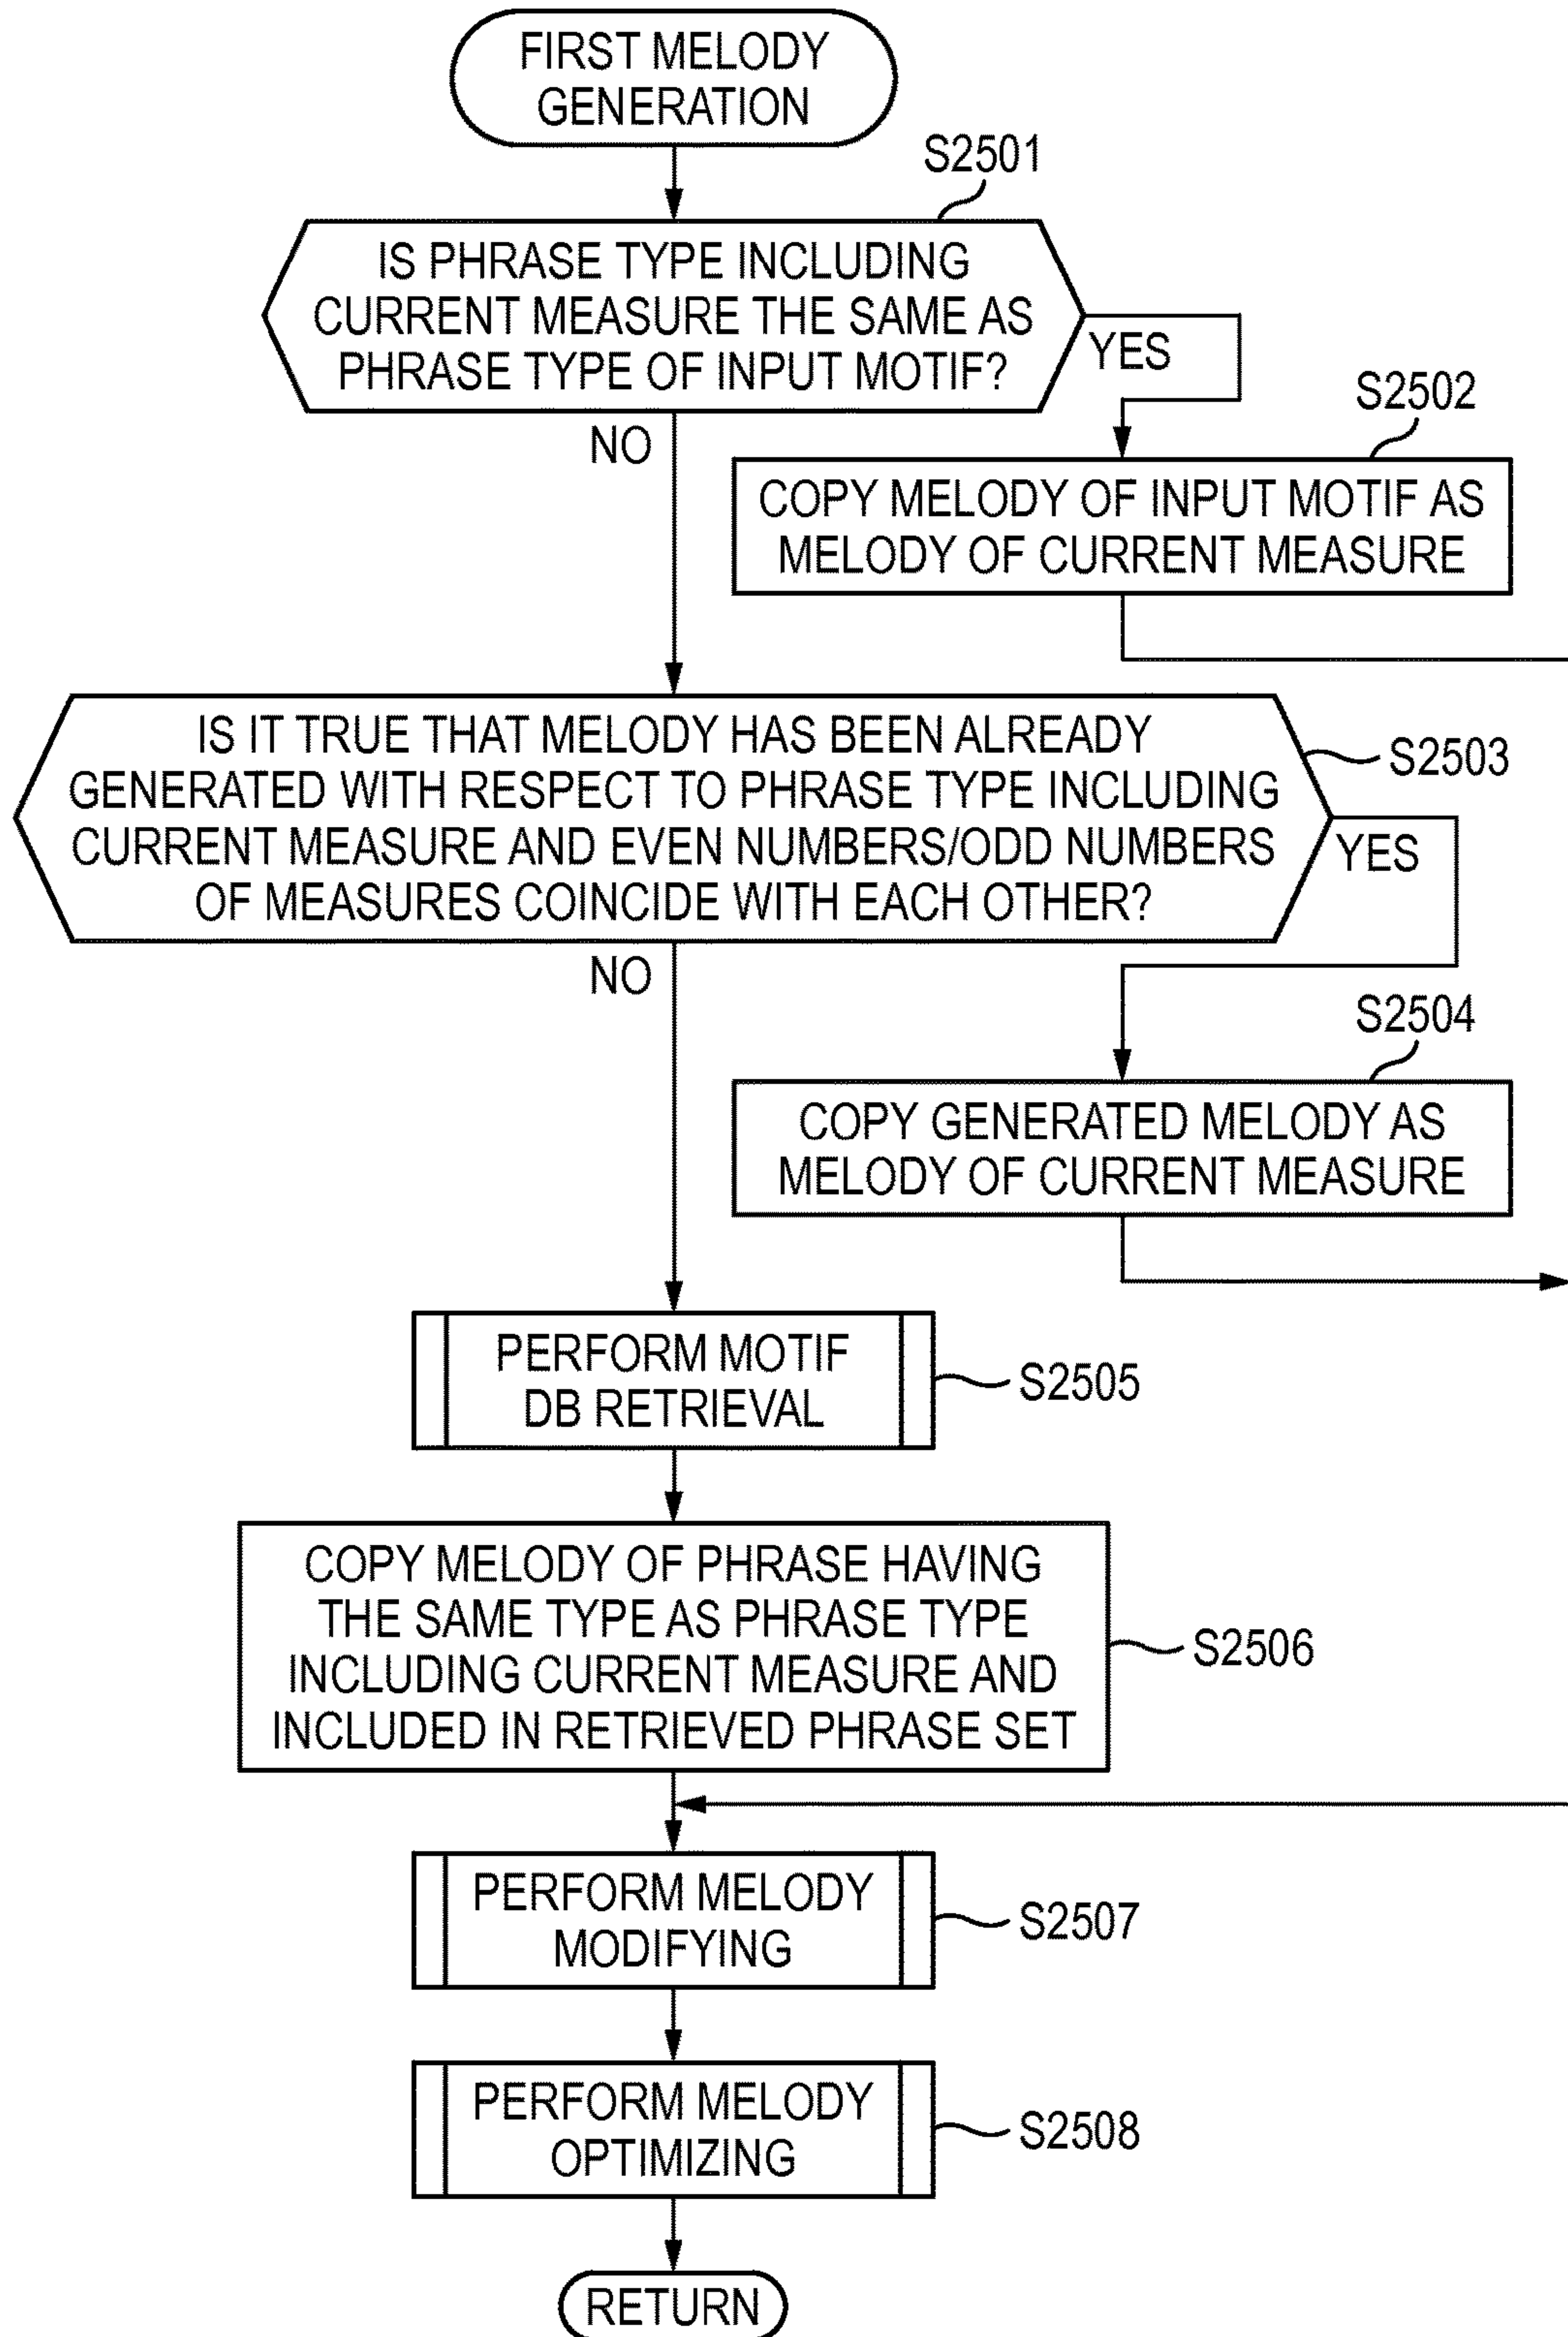 FIRST MELODY
GENERATION
S2501
IS PHRASE TYPE INCLUDING
CURRENT MEASURE THE SAME AS
PHRASE TYPE OF INPUT MOTIF?
YES
NO
S2502
COPY MELODY OF INPUT MOTIF AS
MELODY OF CURRENT MEASURE
IS IT TRUE THAT MELODY HAS BEEN ALREADY
GENERATED WITH RESPECT TO PHRASE TYPE INCLUDING
CURRENT MEASURE AND EVEN NUMBERS/ODD NUMBERS
OF MEASURES COINCIDE WITH EACH OTHER?
S2503
YES
NO
S2504
COPY GENERATED MELODY AS
MELODY OF CURRENT MEASURE
PERFORM MOTIF
DB RETRIEVAL
S2505
COPY MELODY OF PHRASE HAVING
THE SAME TYPE AS PHRASE TYPE
INCLUDING CURRENT MEASURE AND
INCLUDED IN RETRIEVED PHRASE SET
S2506
PERFORM MELODY
MODIFYING
S2507
PERFORM MELODY
OPTIMIZING
S2508
RETURN